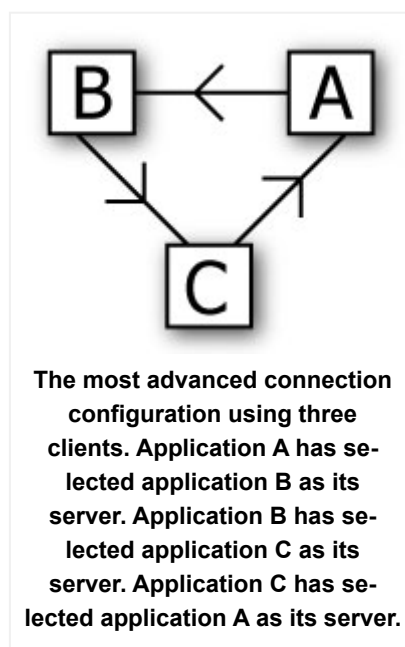 B A
C
The most advanced connection
configuration using three
clients. Application A has se-
lected application B as its
server. Application B has se-
lected application C as its
server. Application C has se-
lected application A as its server.